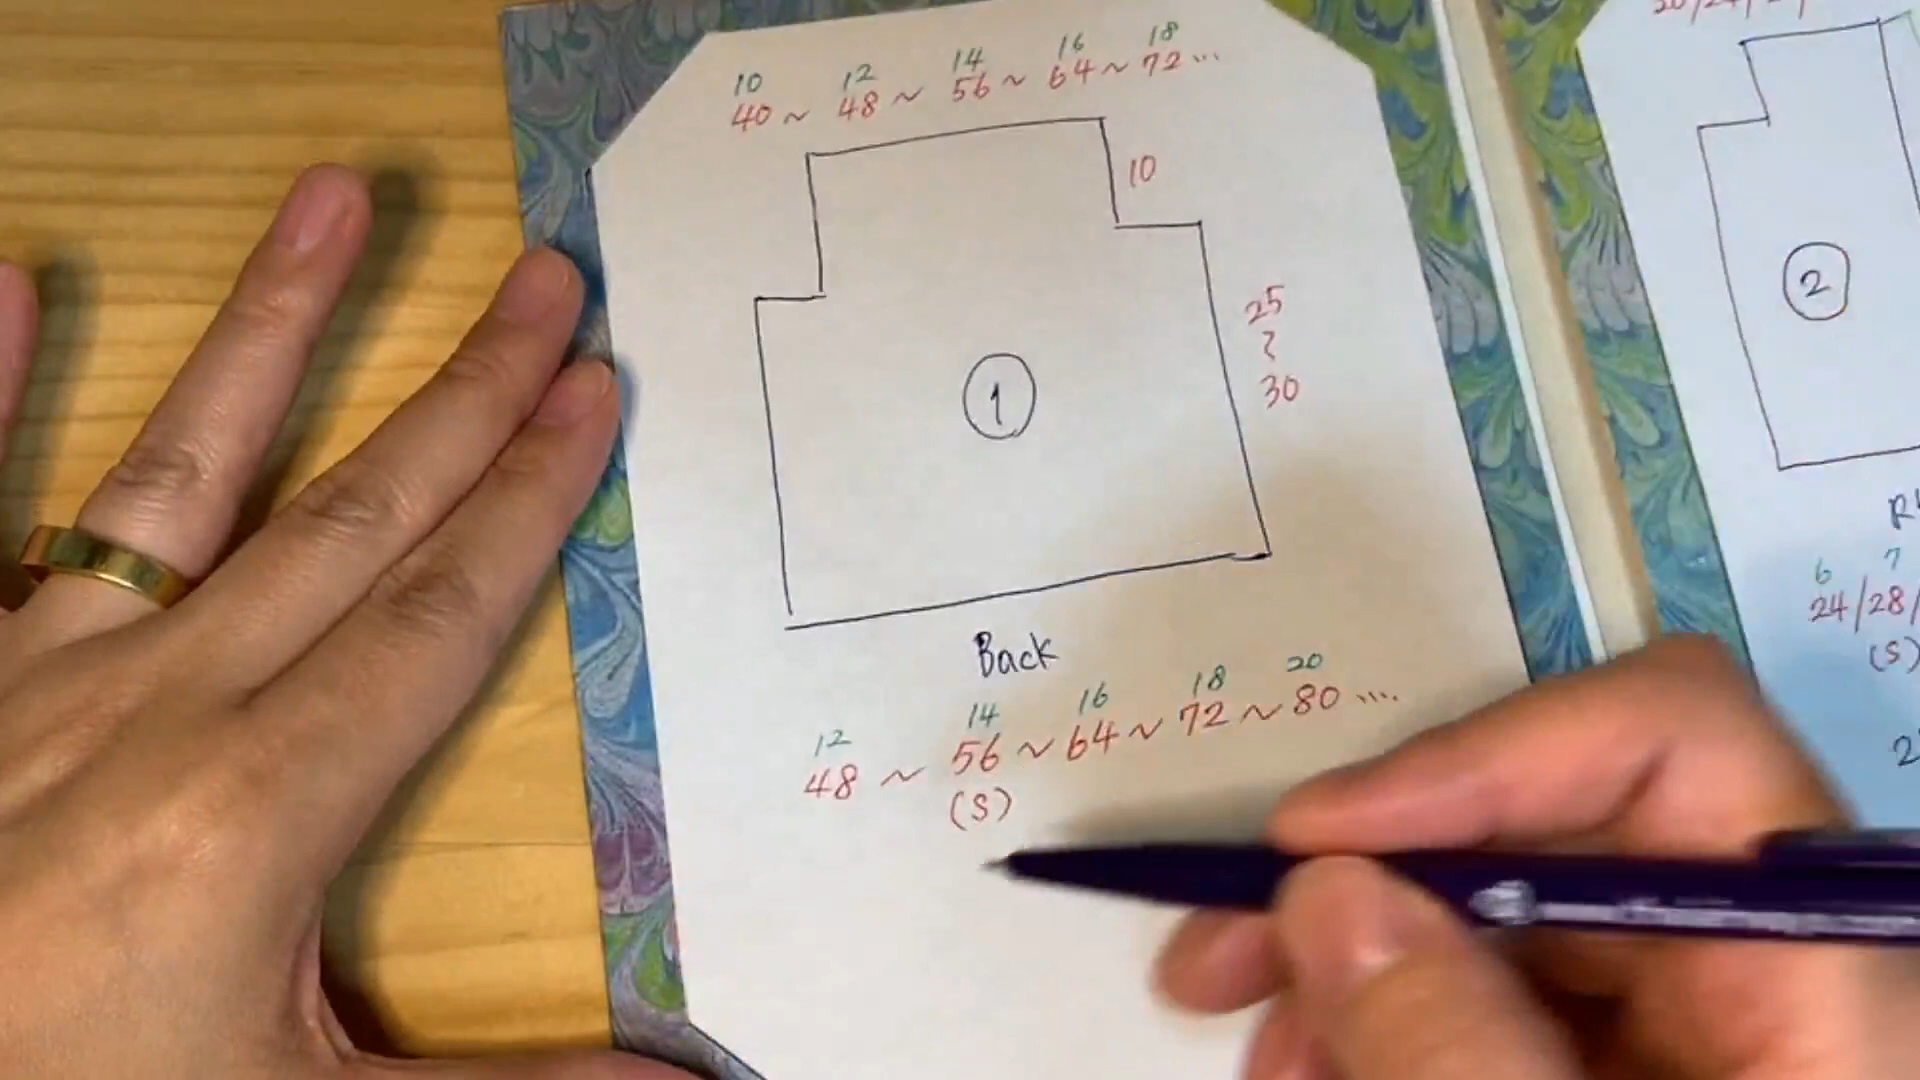 10 12 14 16 18
40 ~ 48 ~ 56 ~ 64 ~ 72 ...
10
25
~
30
1
Back
12 14 16 18 20
48 ~ 56 ~ 64 ~ 72 ~ 80 ....
(S)
2
6 7
24/28/
(S)
2